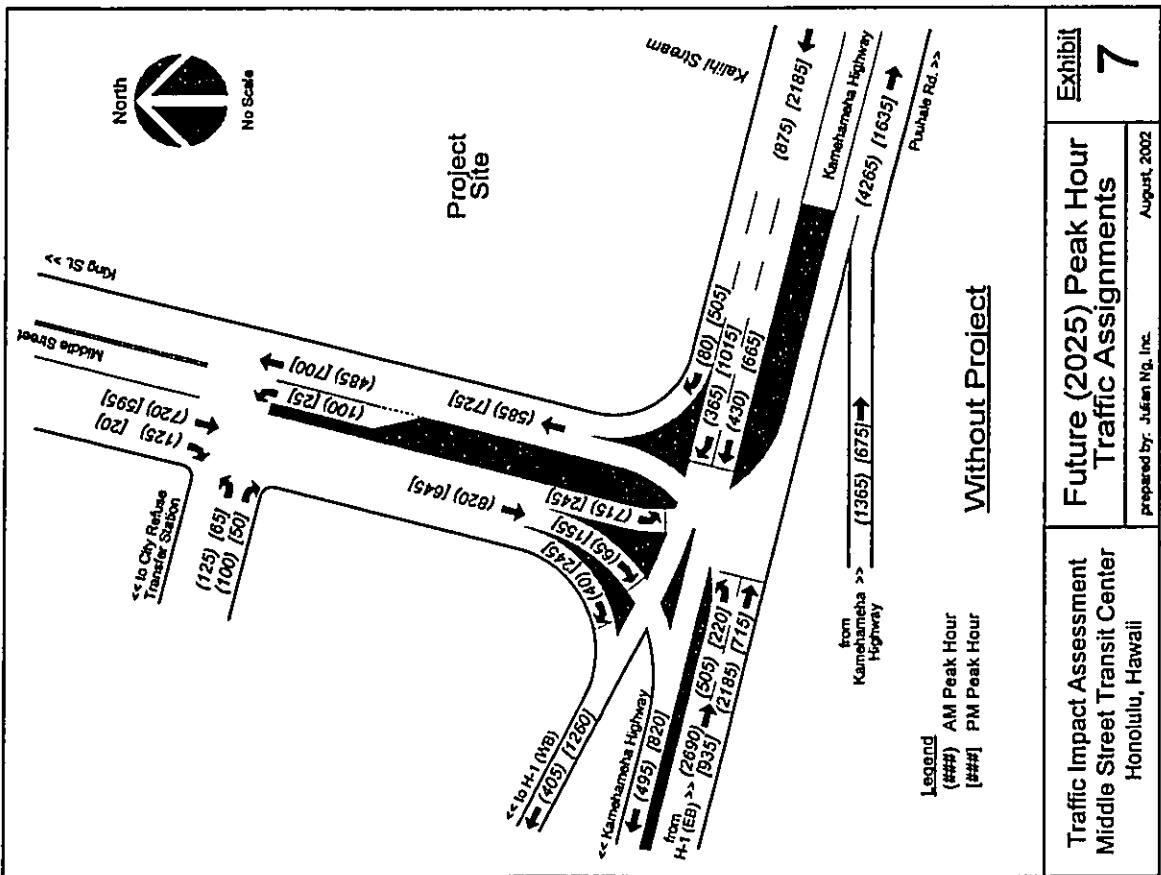 North
No Scale
Kalihi Stream
Project
Site
King St. >>
Middle Street
(720) [595]
(125) [20]
<< to City Refuse
Transfer Station
(125) [65]
(100) [50]
(485) [700]
(100) [25]
(585) [725]
(820) [645]
(715) [245]
(65) [155]
(40) [245]
(80) [505]
(365) [1015]
(430) [665]
(875) [2185]
Kamehameha Highway
(4265) [1635]
Puuhale Rd. >>
<< to H-1 (WB)
(405) [1260]
<< Kamehameha Highway
(495) [820]
from
H-1 (EB) >> (2690) (505) [220]
[935] (2185) [715]
from
Kamehameha >>
Highway
(1365) [675]
Without Project
Legend
(###) AM Peak Hour
[###] PM Peak Hour
Traffic Impact Assessment
Middle Street Transit Center
Honolulu, Hawaii
Future (2025) Peak Hour
Traffic Assignments
prepared by: Julian Ng, Inc. August, 2002
Exhibit
7